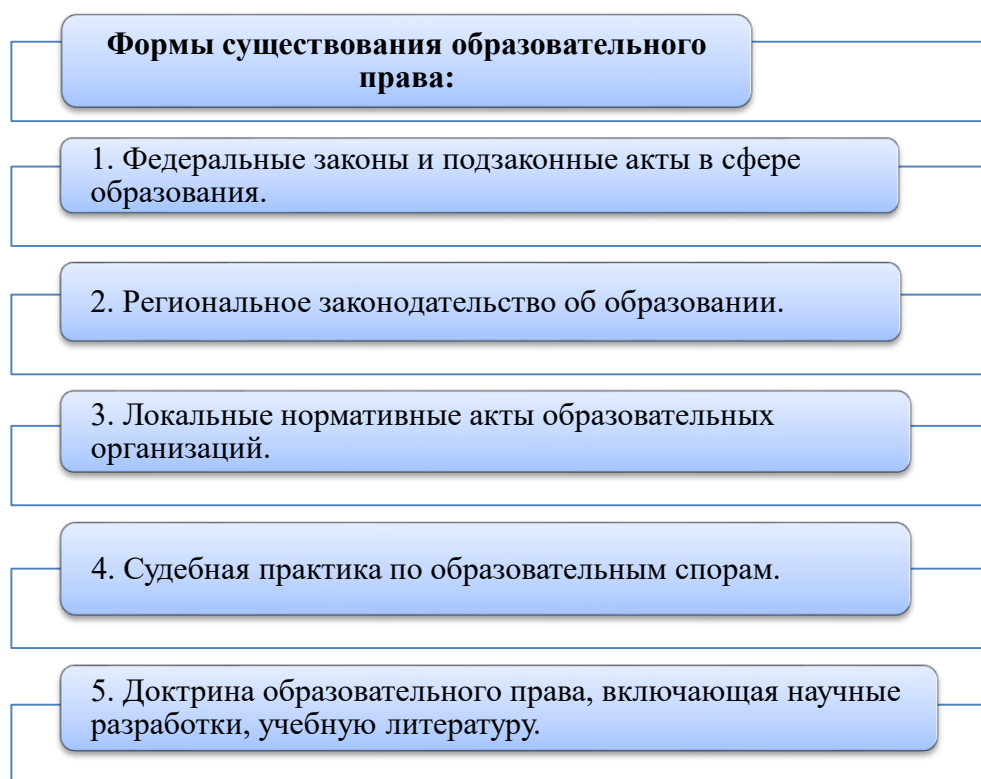 Формы существования образовательного
права:
1. Федеральные законы и подзаконные акты в сфере
образования.
2. Региональное законодательство об образовании.
3. Локальные нормативные акты образовательных
организаций.
4. Судебная практика по образовательным спорам.
5. Доктрина образовательного права, включающая научные
разработки, учебную литературу.